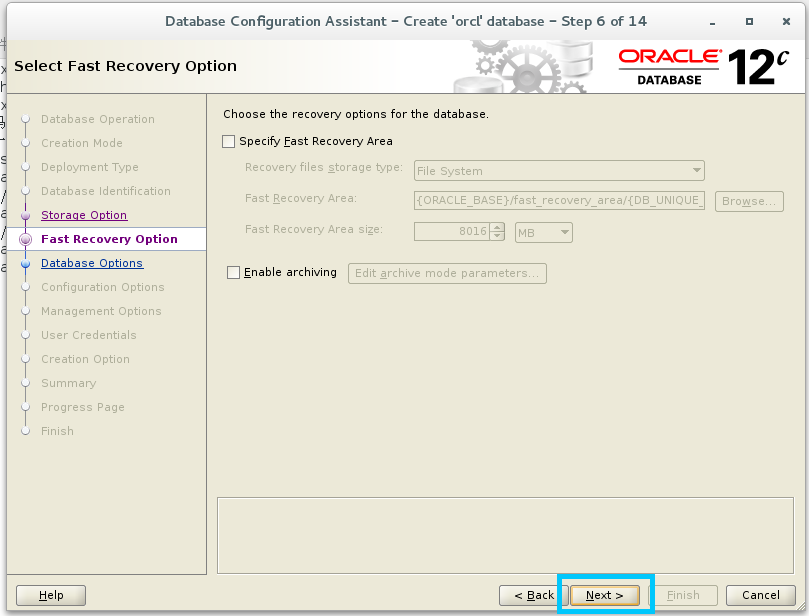 Database Configuration Assistant - Create 'orcl' database - Step 6 of 14
Select Fast Recovery Option
ORACLE
DATABASE
12c
Database Operation
Creation Mode
Deployment Type
Database Identification
Storage Option
Fast Recovery Option
Database Options
Configuration Options
Management Options
User Credentials
Creation Option
Summary
Progress Page
Finish
Choose the recovery options for the database.
Specify Fast Recovery Area
Recovery files storage type: File System
Fast Recovery Area: {ORACLE_BASE}/fast_recovery_area/{DB_UNIQUE_ Browse...
Fast Recovery Area size: 8016 MB
Enable archiving Edit archive mode parameters...
Help < Back Next > Finish Cancel